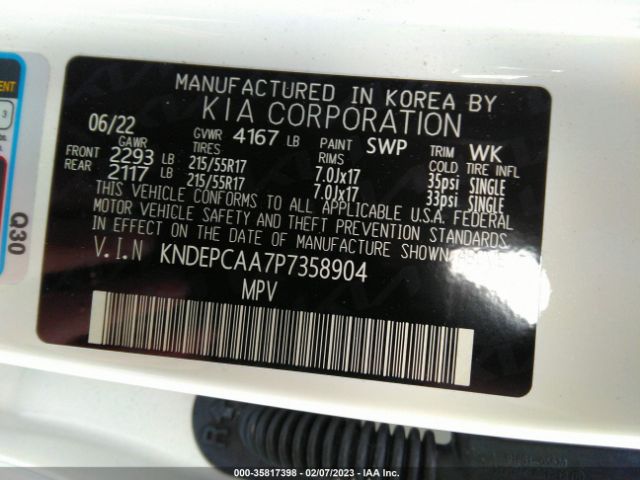 MANUFACTURED IN KOREA BY
KIA CORPORATION
06/22
GAWR GVWR 4167 LB PAINT SWP TRIM WK
TIRES RIMS COLD TIRE INFL
FRONT 2293 LB 215/55R17 7.0Jx17 35psi SINGLE
REAR 2117 LB 215/55R17 7.0Jx17 33psi SINGLE
THIS VEHICLE CONFORMS TO ALL APPLICABLE U.S.A. FEDERAL
MOTOR VEHICLE SAFETY AND THEFT PREVENTION STANDARDS
IN EFFECT ON THE DATE OF MANUFACTURE SHOWN ABOVE
V.I.N KNDEPCAA7P7358904
MPV
Q30
3
000-35817398 - 02/07/2023 - IAA Inc.